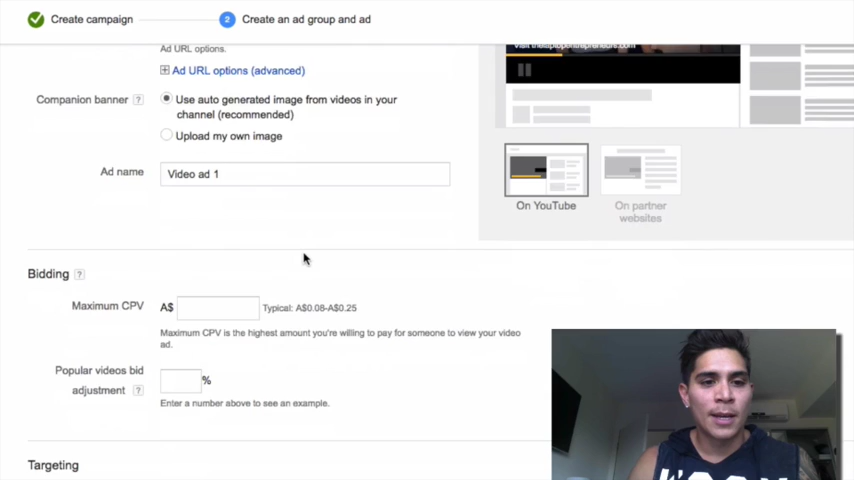 Create campaign
2
Create an ad group and ad
Ad URL options.
Ad URL options (advanced)
Companion banner ?
Use auto generated image from videos in your
channel (recommended)
Upload my own image
Ad name
Video ad 1
On YouTube
On partner
websites
Bidding ?
Maximum CPV
A$
Typical: A$0.08-A$0.25
Maximum CPV is the highest amount you're willing to pay for someone to view your video
ad.
Popular videos bid
adjustment ?
%
Enter a number above to see an example.
Targeting